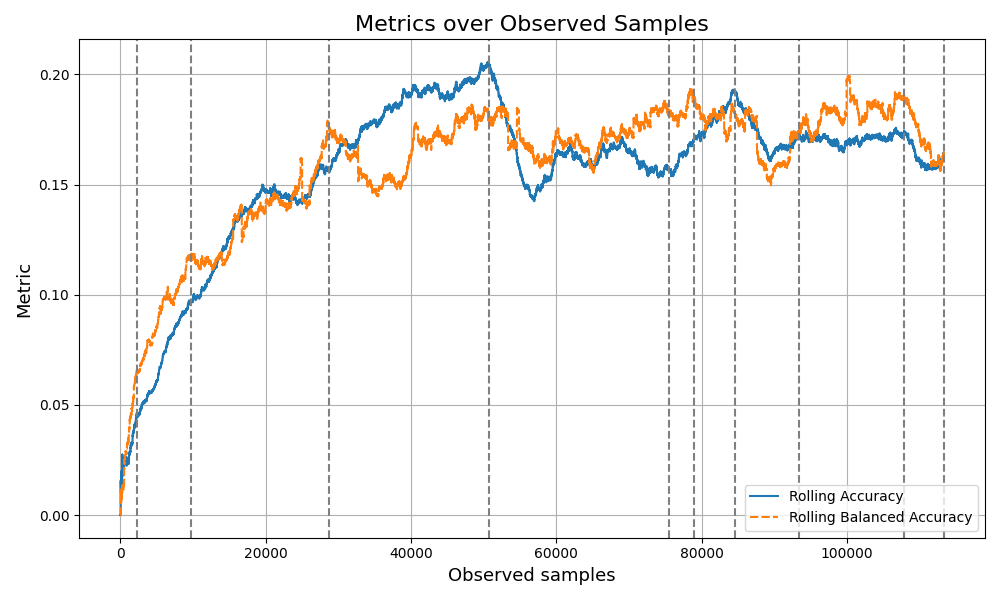 Metrics over Observed Samples
Metric
0.20
0.15
0.10
0.05
0.00
0
20000
40000
60000
80000
100000
Observed samples
Rolling Accuracy
Rolling Balanced Accuracy